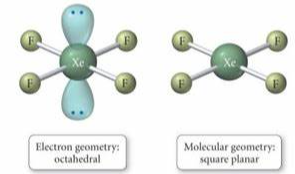 F F F F
Xe Xe
F F F F
Electron geometry:
octahedral
Molecular geometry:
square planar